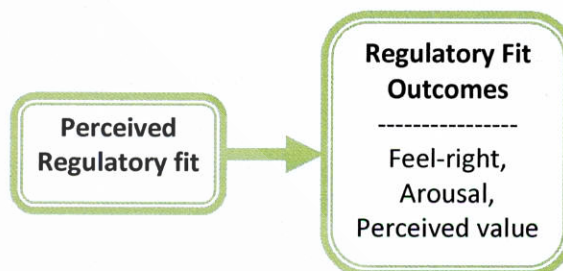 Perceived
Regulatory fit
Regulatory Fit
Outcomes
----------------
Feel-right,
Arousal,
Perceived value